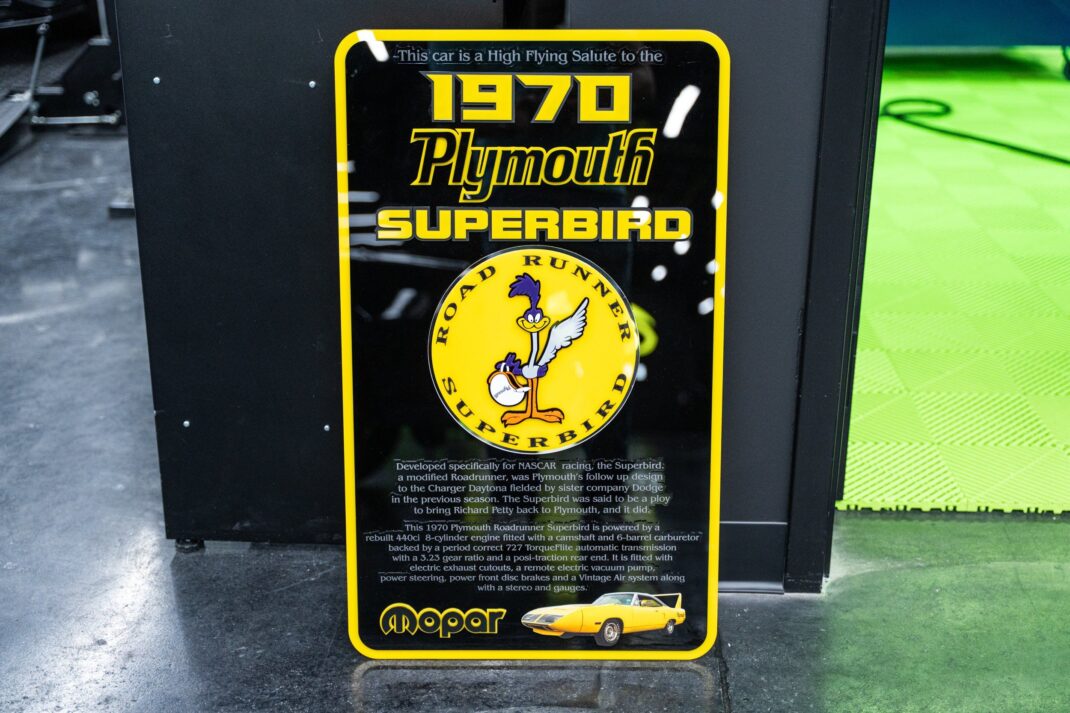 -This car is a High Flying Salute to the
1970
Plymouth
SUPERBIRD
ROAD RUNNER
SUPERBIRD
Developed specifically for NASCAR racing, the Superbird,
a modified Roadrunner, was Plymouth's follow up design
to the Charger Daytona fielded by sister company Dodge
in the previous season. The Superbird was said to be a ploy
to bring Richard Petty back to Plymouth, and it did.
This 1970 Plymouth Roadrunner Superbird is powered by a
rebuilt 440ci 8-cylinder engine fitted with a camshaft and 6-barrel carburetor
backed by a period correct 727 TorqueFlite automatic transmission
with a 3.23 gear ratio and a posi-traction rear end. It is fitted with
electric exhaust cutouts, a remote electric vacuum pump,
power steering, power front disc brakes and a Vintage Air system along
with a stereo and gauges.
Mopar